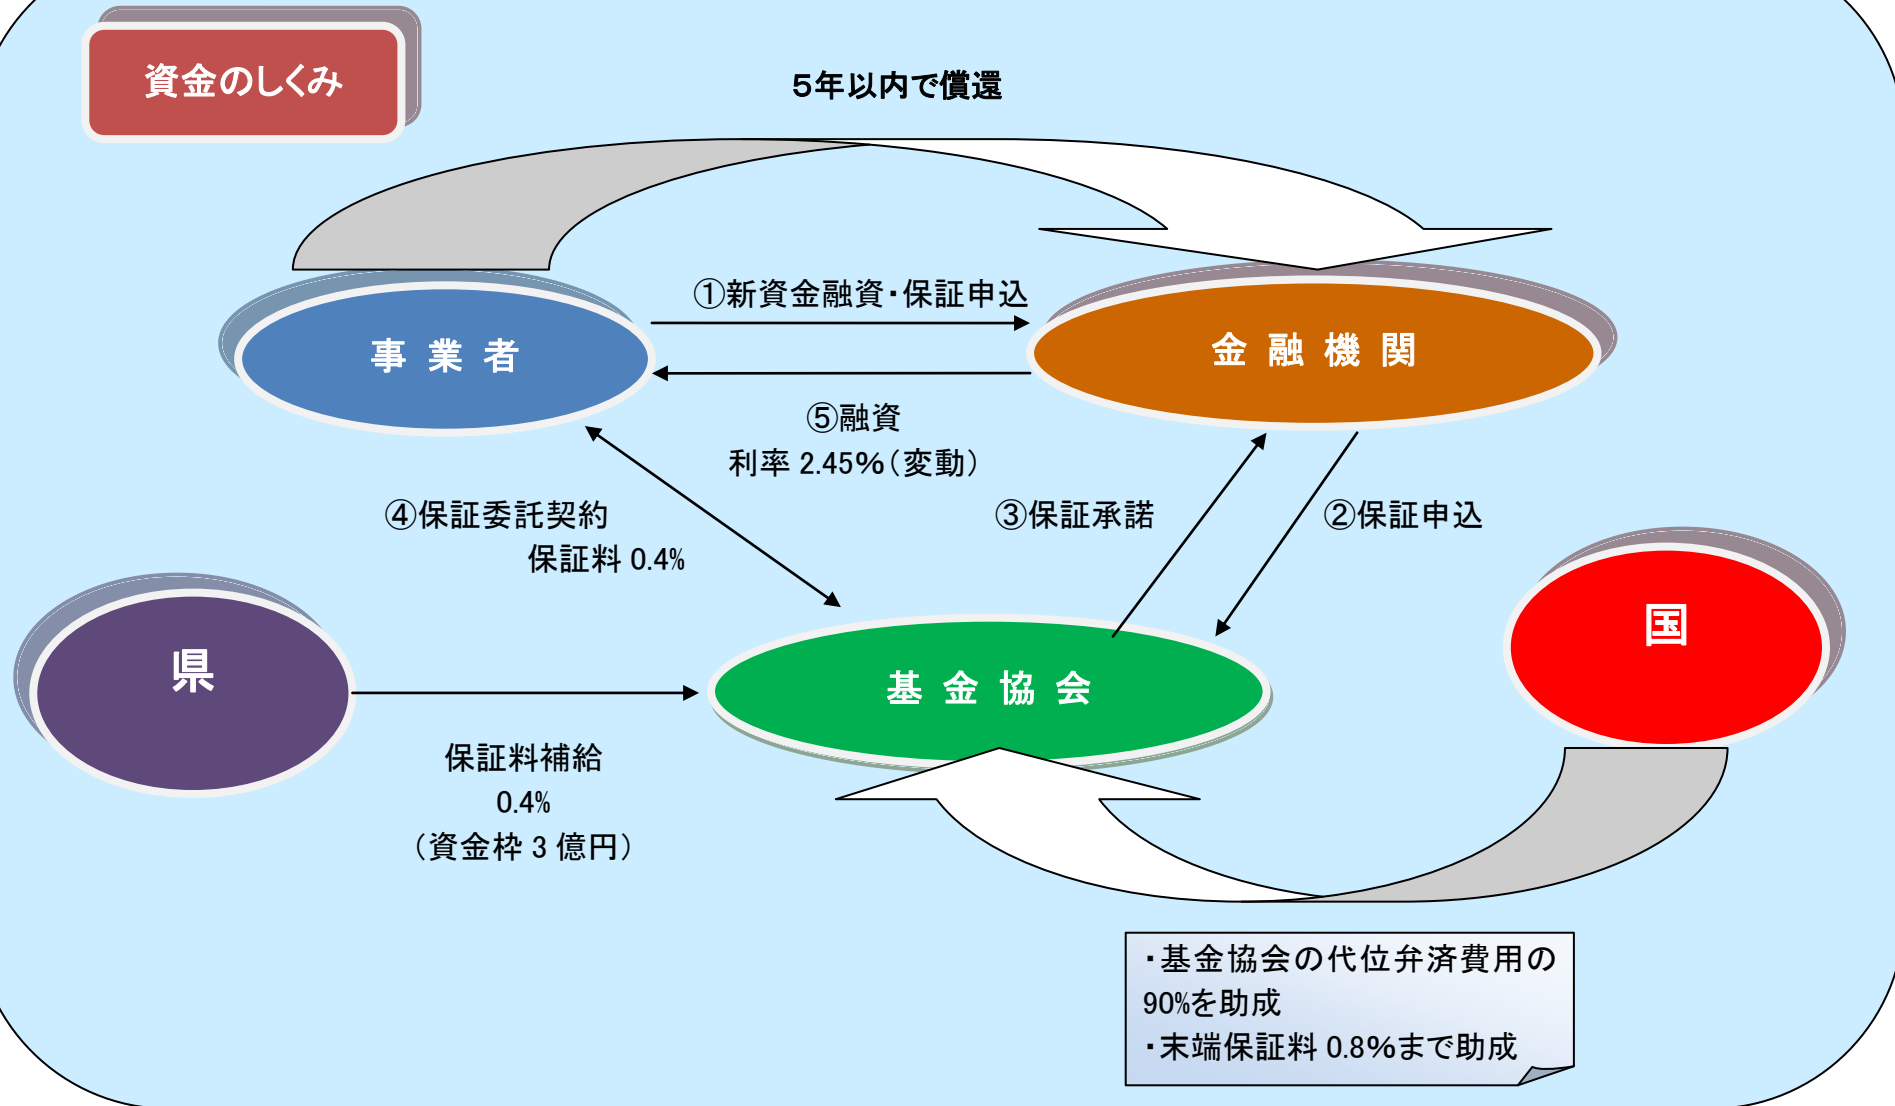 資金のしくみ
5年以内で償還
①新資金融資・保証申込
事業者
金融機関
⑤融資
利率 2.45%（変動）
④保証委託契約
保証料 0.4%
③保証承諾
②保証申込
国
県
基金協会
保証料補給
0.4%
（資金枠 3 億円）
・基金協会の代位弁済費用の
90%を助成
・末端保証料 0.8%まで助成